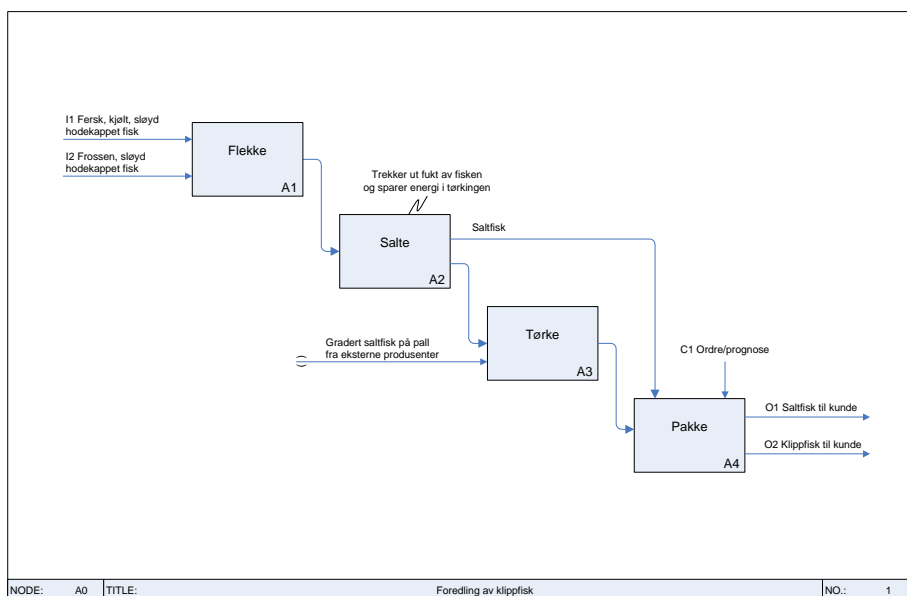 I1 Fersk, kjølt, sløyd
hodekappet fisk
I2 Frossen, sløyd
hodekappet fisk
Flekke
A1
Trekker ut fukt av fisken
og sparer energi i tørkingen
Salte
A2
Saltfisk
Gradert saltfisk på pall
fra eksterne produsenter
Tørke
A3
C1 Ordre/prognose
Pakke
A4
O1 Saltfisk til kunde
O2 Klippfisk til kunde
NODE: A0 TITLE: Foredling av klippfisk NO.: 1